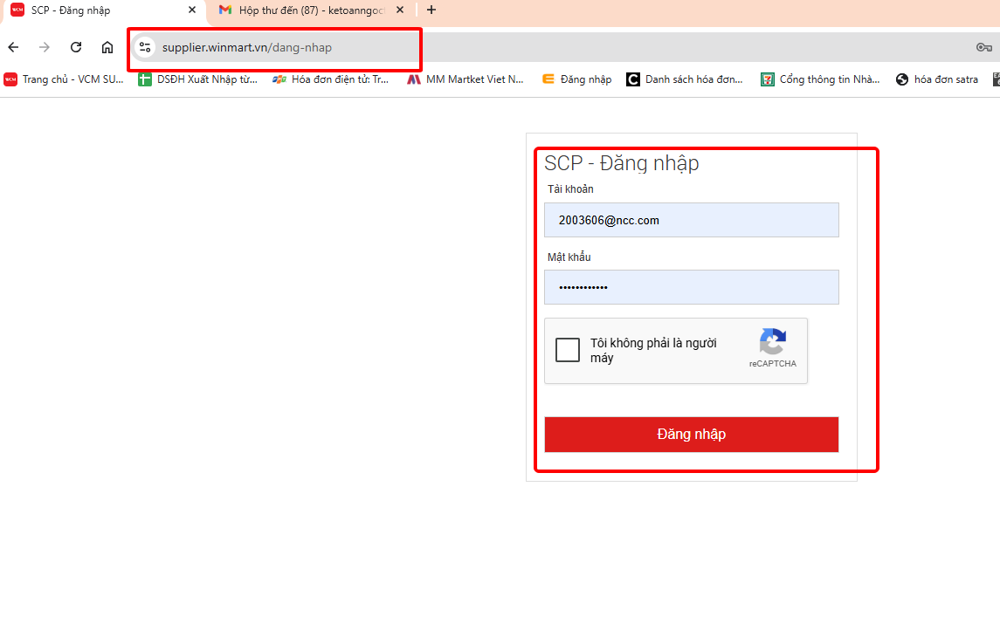 WCM SCP - Đăng nhập
Hộp thư đến (87) - ketoanngoc
supplier.winmart.vn/dang-nhap
WCM Trang chủ - VCM SU...
DSĐH Xuất Nhập từ...
Hóa đơn điện tử: Tr...
MM Martket Viet N...
Đăng nhập
Danh sách hóa đơn...
Cổng thông tin Nhà...
hóa đơn satra
SCP - Đăng nhập
Tài khoản
2003606@ncc.com
Mật khẩu
••••••••••••
Tôi không phải là người
máy
reCAPTCHA
Đăng nhập